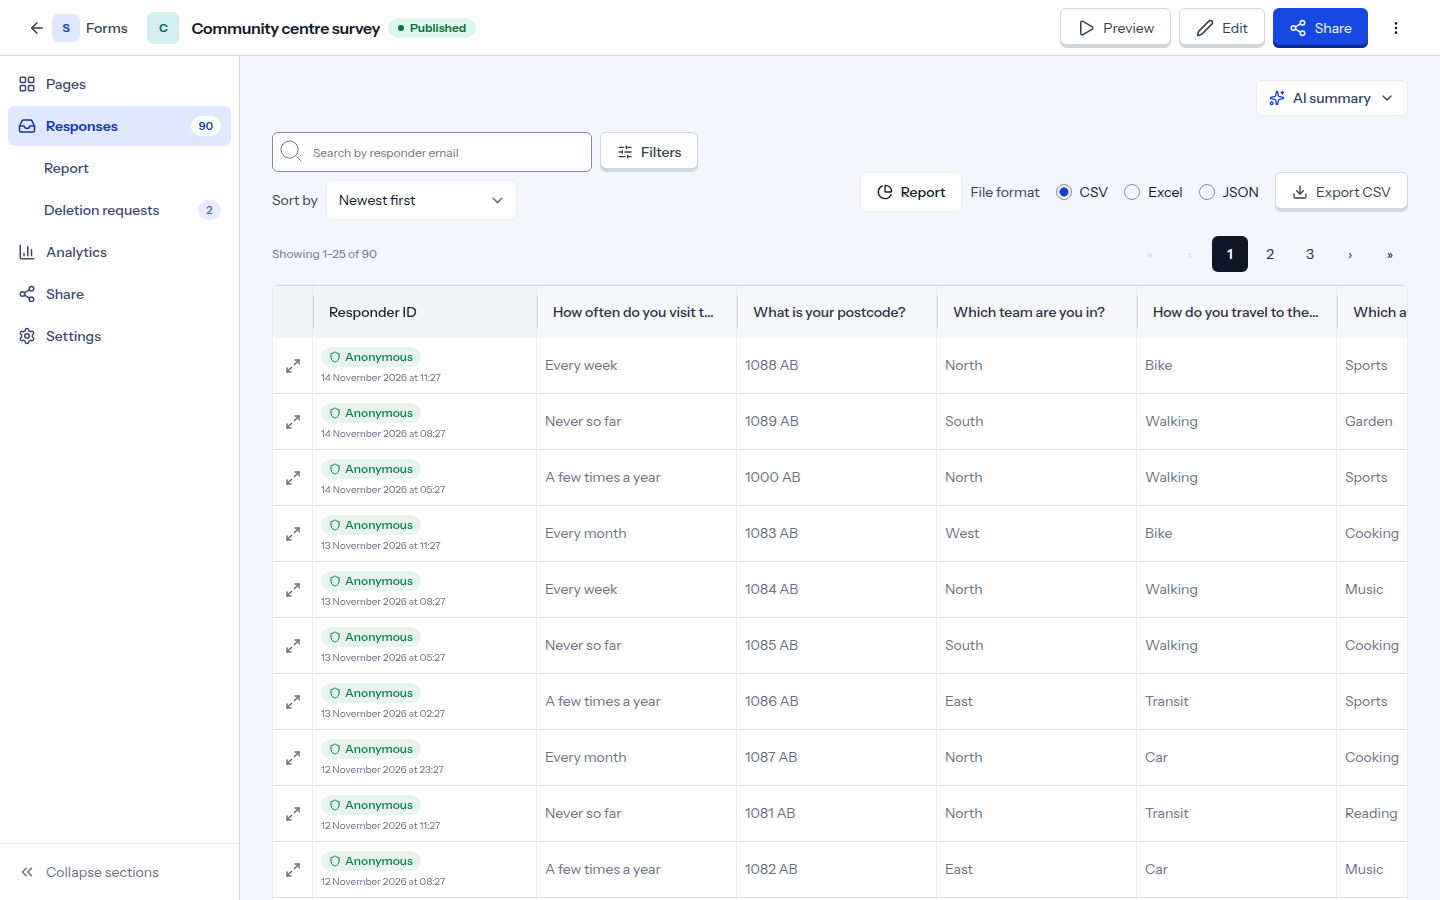 S Forms C Community centre survey Published Preview Edit Share
Pages
Responses 90
Report
Deletion requests 2
Analytics
Share
Settings
Collapse sections
AI summary
Search by responder email Filters
Sort by Newest first
Report File format CSV Excel JSON Export CSV
Showing 1–25 of 90
« ‹ 1 2 3 › »
Responder ID How often do you visit t... What is your postcode? Which team are you in? How do you travel to the... Which a
Anonymous
14 November 2026 at 11:27
Every week 1088 AB North Bike Sports
Anonymous
14 November 2026 at 08:27
Never so far 1089 AB South Walking Garden
Anonymous
14 November 2026 at 05:27
A few times a year 1000 AB North Walking Sports
Anonymous
13 November 2026 at 11:27
Every month 1083 AB West Bike Cooking
Anonymous
13 November 2026 at 08:27
Every week 1084 AB North Walking Music
Anonymous
13 November 2026 at 05:27
Never so far 1085 AB South Walking Cooking
Anonymous
13 November 2026 at 02:27
A few times a year 1086 AB East Transit Sports
Anonymous
12 November 2026 at 23:27
Every month 1087 AB North Car Cooking
Anonymous
12 November 2026 at 11:27
Never so far 1081 AB North Transit Reading
Anonymous
12 November 2026 at 08:27
A few times a year 1082 AB East Car Music